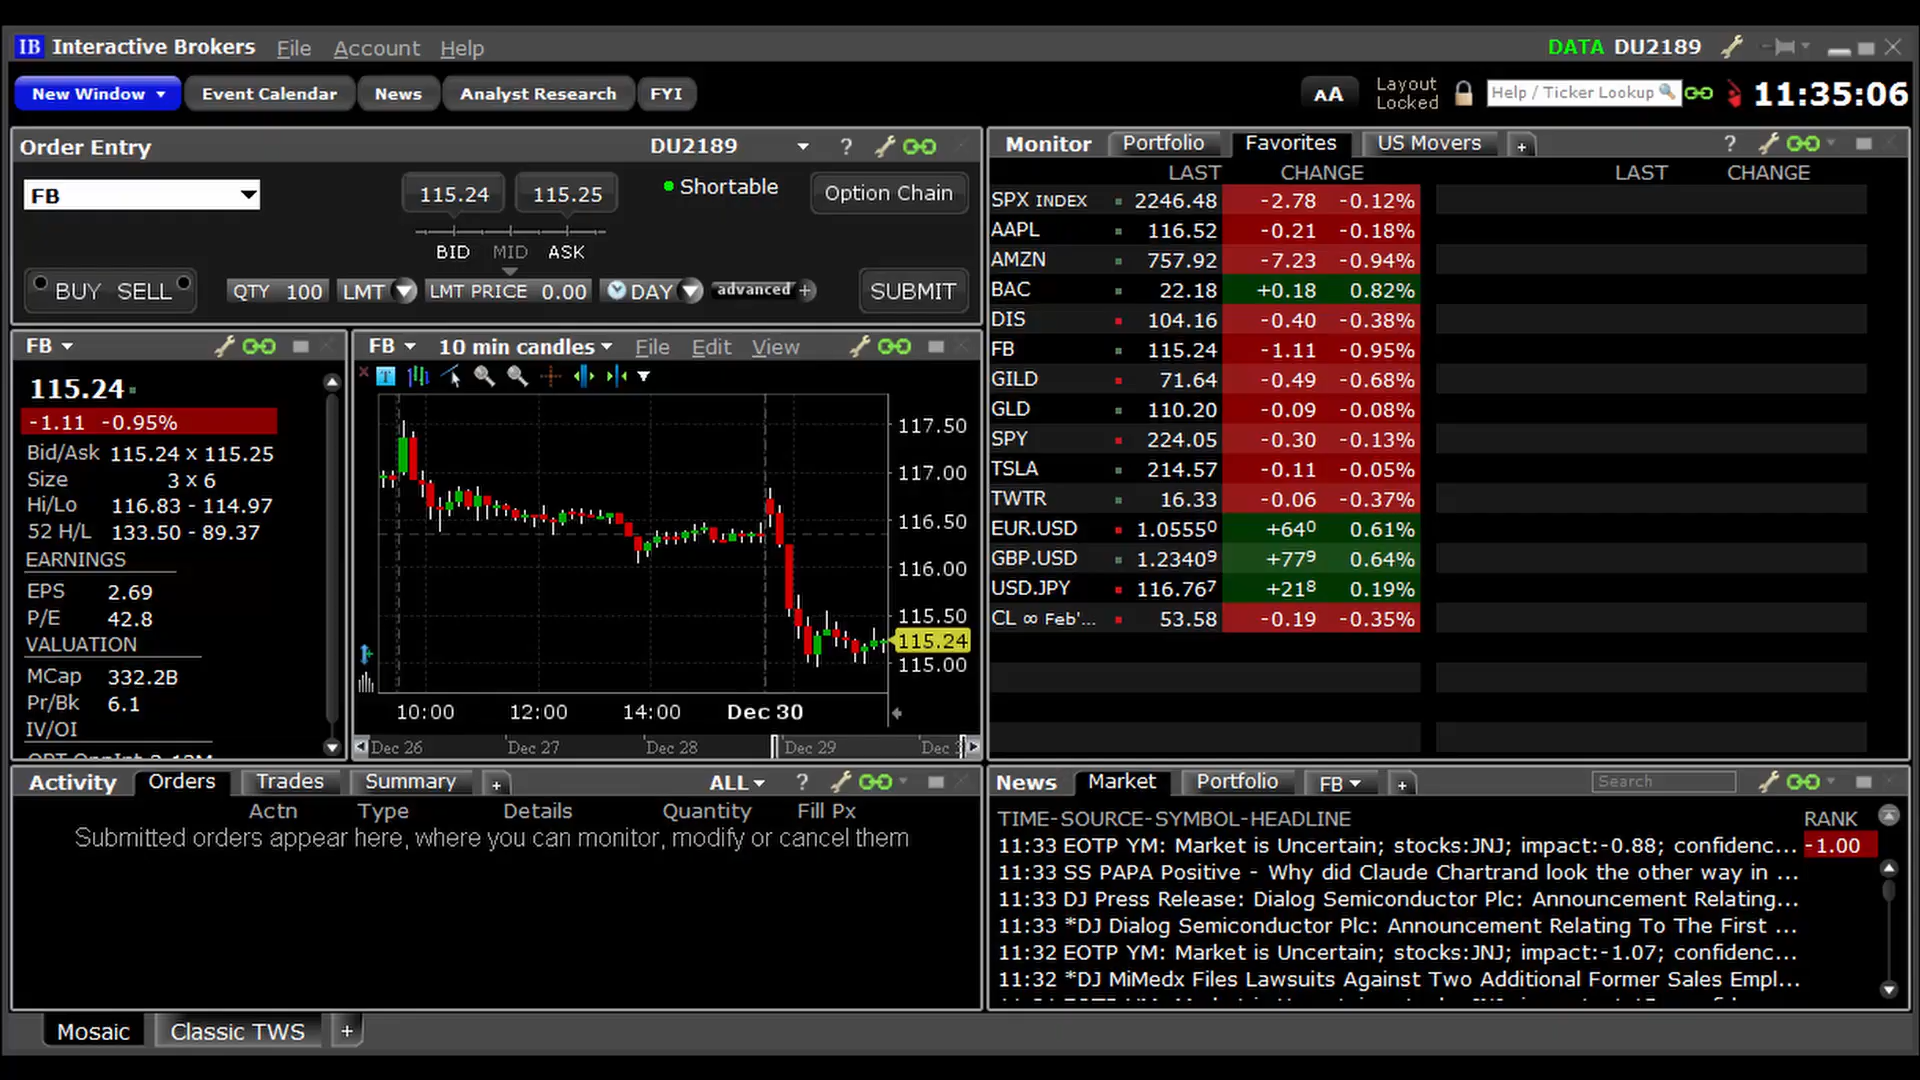 IB Interactive Brokers File Account Help DATA DU2189
New Window Event Calendar News Analyst Research FYI AA Layout Locked Help / Ticker Lookup 11:35:06
Order Entry DU2189 ?
FB 115.24 115.25 Shortable Option Chain
BID MID ASK
BUY SELL QTY 100 LMT LMT PRICE 0.00 DAY advanced + SUBMIT
FB
115.24
-1.11 -0.95%
Bid/Ask 115.24 x 115.25
Size 3 x 6
Hi/Lo 116.83 - 114.97
52 H/L 133.50 - 89.37
EARNINGS
EPS 2.69
P/E 42.8
VALUATION
MCap 332.2B
Pr/Bk 6.1
IV/OI
FB 10 min candles File Edit View
T
117.50
117.00
116.50
116.00
115.50
115.24
115.00
10:00 12:00 14:00 Dec 30
Dec 26 Dec 27 Dec 28 Dec 29 Dec 3
Monitor Portfolio Favorites US Movers + ?
LAST CHANGE LAST CHANGE
SPX INDEX 2246.48 -2.78 -0.12%
AAPL 116.52 -0.21 -0.18%
AMZN 757.92 -7.23 -0.94%
BAC 22.18 +0.18 0.82%
DIS 104.16 -0.40 -0.38%
FB 115.24 -1.11 -0.95%
GILD 71.64 -0.49 -0.68%
GLD 110.20 -0.09 -0.08%
SPY 224.05 -0.30 -0.13%
TSLA 214.57 -0.11 -0.05%
TWTR 16.33 -0.06 -0.37%
EUR.USD 1.0555⁰ +64⁰ 0.61%
GBP.USD 1.2340⁹ +77⁹ 0.64%
USD.JPY 116.76⁷ +21⁸ 0.19%
CL ∞ Feb'... 53.58 -0.19 -0.35%
Activity Orders Trades Summary + ALL ?
Actn Type Details Quantity Fill Px
Submitted orders appear here, where you can monitor, modify or cancel them
News Market Portfolio FB + Search
TIME-SOURCE-SYMBOL-HEADLINE RANK
11:33 EOTP YM: Market is Uncertain; stocks:JNJ; impact:-0.88; confidenc... -1.00
11:33 SS PAPA Positive - Why did Claude Chartrand look the other way in ...
11:33 DJ Press Release: Dialog Semiconductor Plc: Announcement Relating...
11:33 *DJ Dialog Semiconductor Plc: Announcement Relating To The First ...
11:32 EOTP YM: Market is Uncertain; stocks:JNJ; impact:-1.07; confidenc...
11:32 *DJ MiMedx Files Lawsuits Against Two Additional Former Sales Empl...
Mosaic Classic TWS +